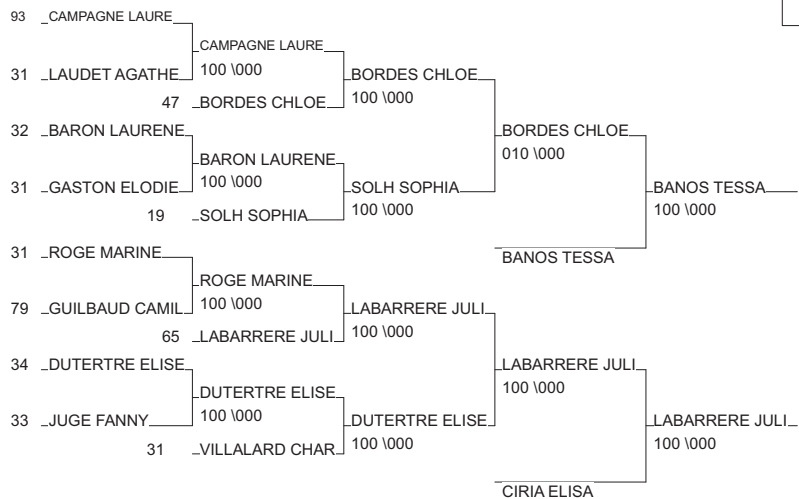 93 CAMPAGNE LAURE
CAMPAGNE LAURE
100 \000
31 LAUDET AGATHE
BORDES CHLOE
100 \000
47 BORDES CHLOE
32 BARON LAURENE
BORDES CHLOE
010 \000
BARON LAURENE
100 \000
31 GASTON ELODIE
SOLH SOPHIA
100 \000
BANOS TESSA
100 \000
19 SOLH SOPHIA
31 ROGE MARINE
BANOS TESSA
ROGE MARINE
100 \000
79 GUILBAUD CAMIL
LABARRERE JULI
100 \000
65 LABARRERE JULI
34 DUTERTRE ELISE
LABARRERE JULI
100 \000
DUTERTRE ELISE
100 \000
33 JUGE FANNY
DUTERTRE ELISE
100 \000
LABARRERE JULI
100 \000
31 VILLALARD CHAR
CIRIA ELISA